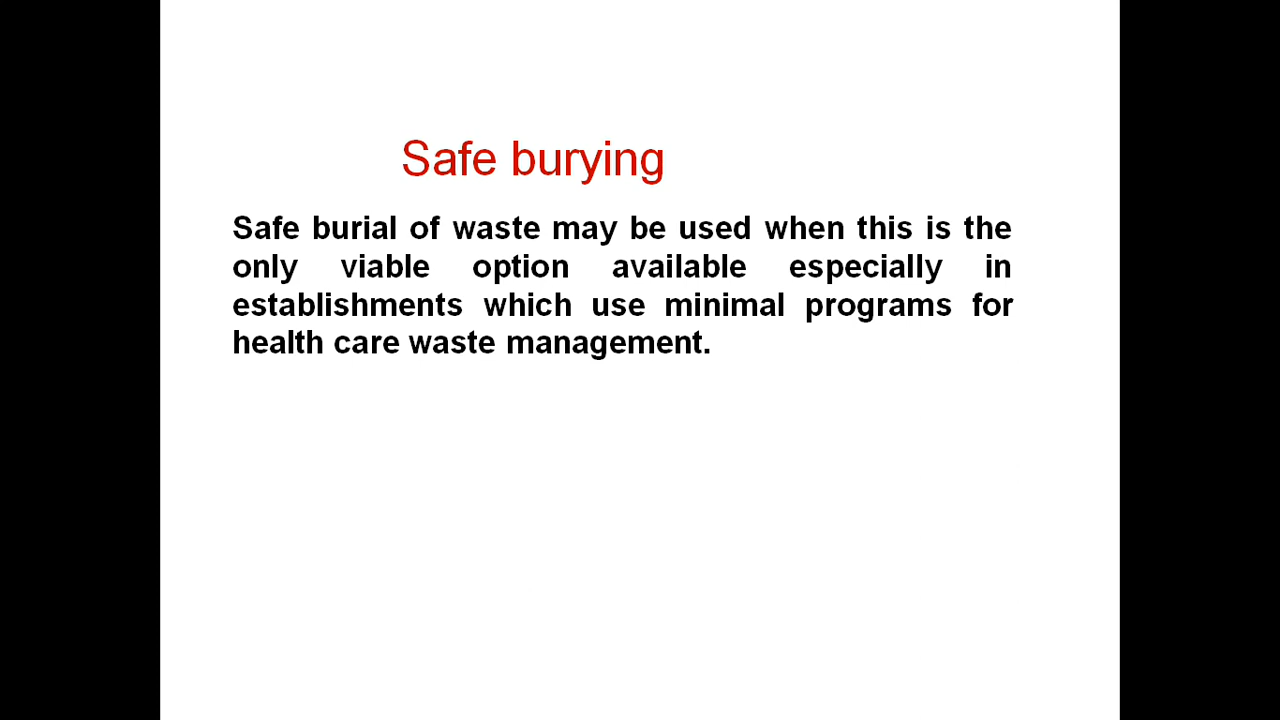 Safe burying
Safe burial of waste may be used when this is the
only viable option available especially in
establishments which use minimal programs for
health care waste management.